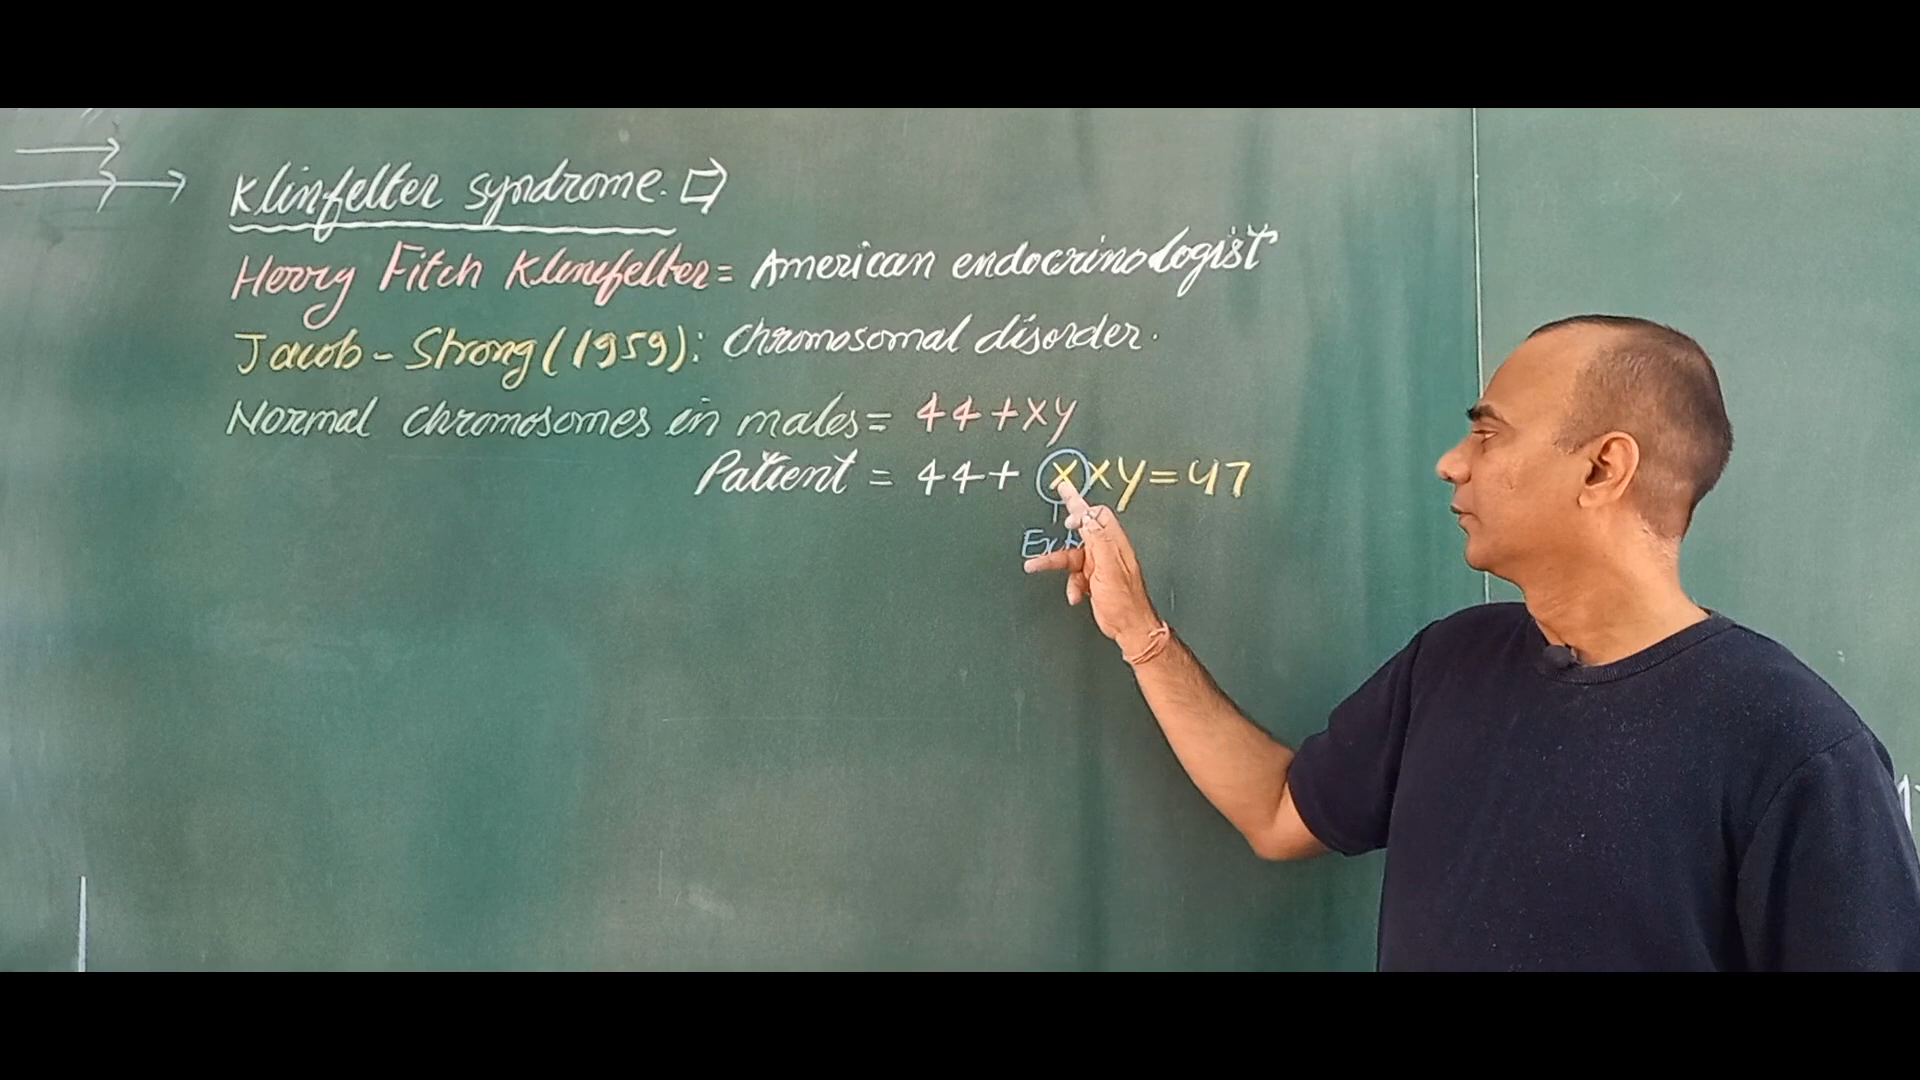 Klinfelter syndrome.
Henry Fitch Klinefelter = American endocrinologist
Jacob - Strong (1959): Chromosomal disorder.
Normal chromosomes in males = 44+XY
Patient = 44+ XXY = 47